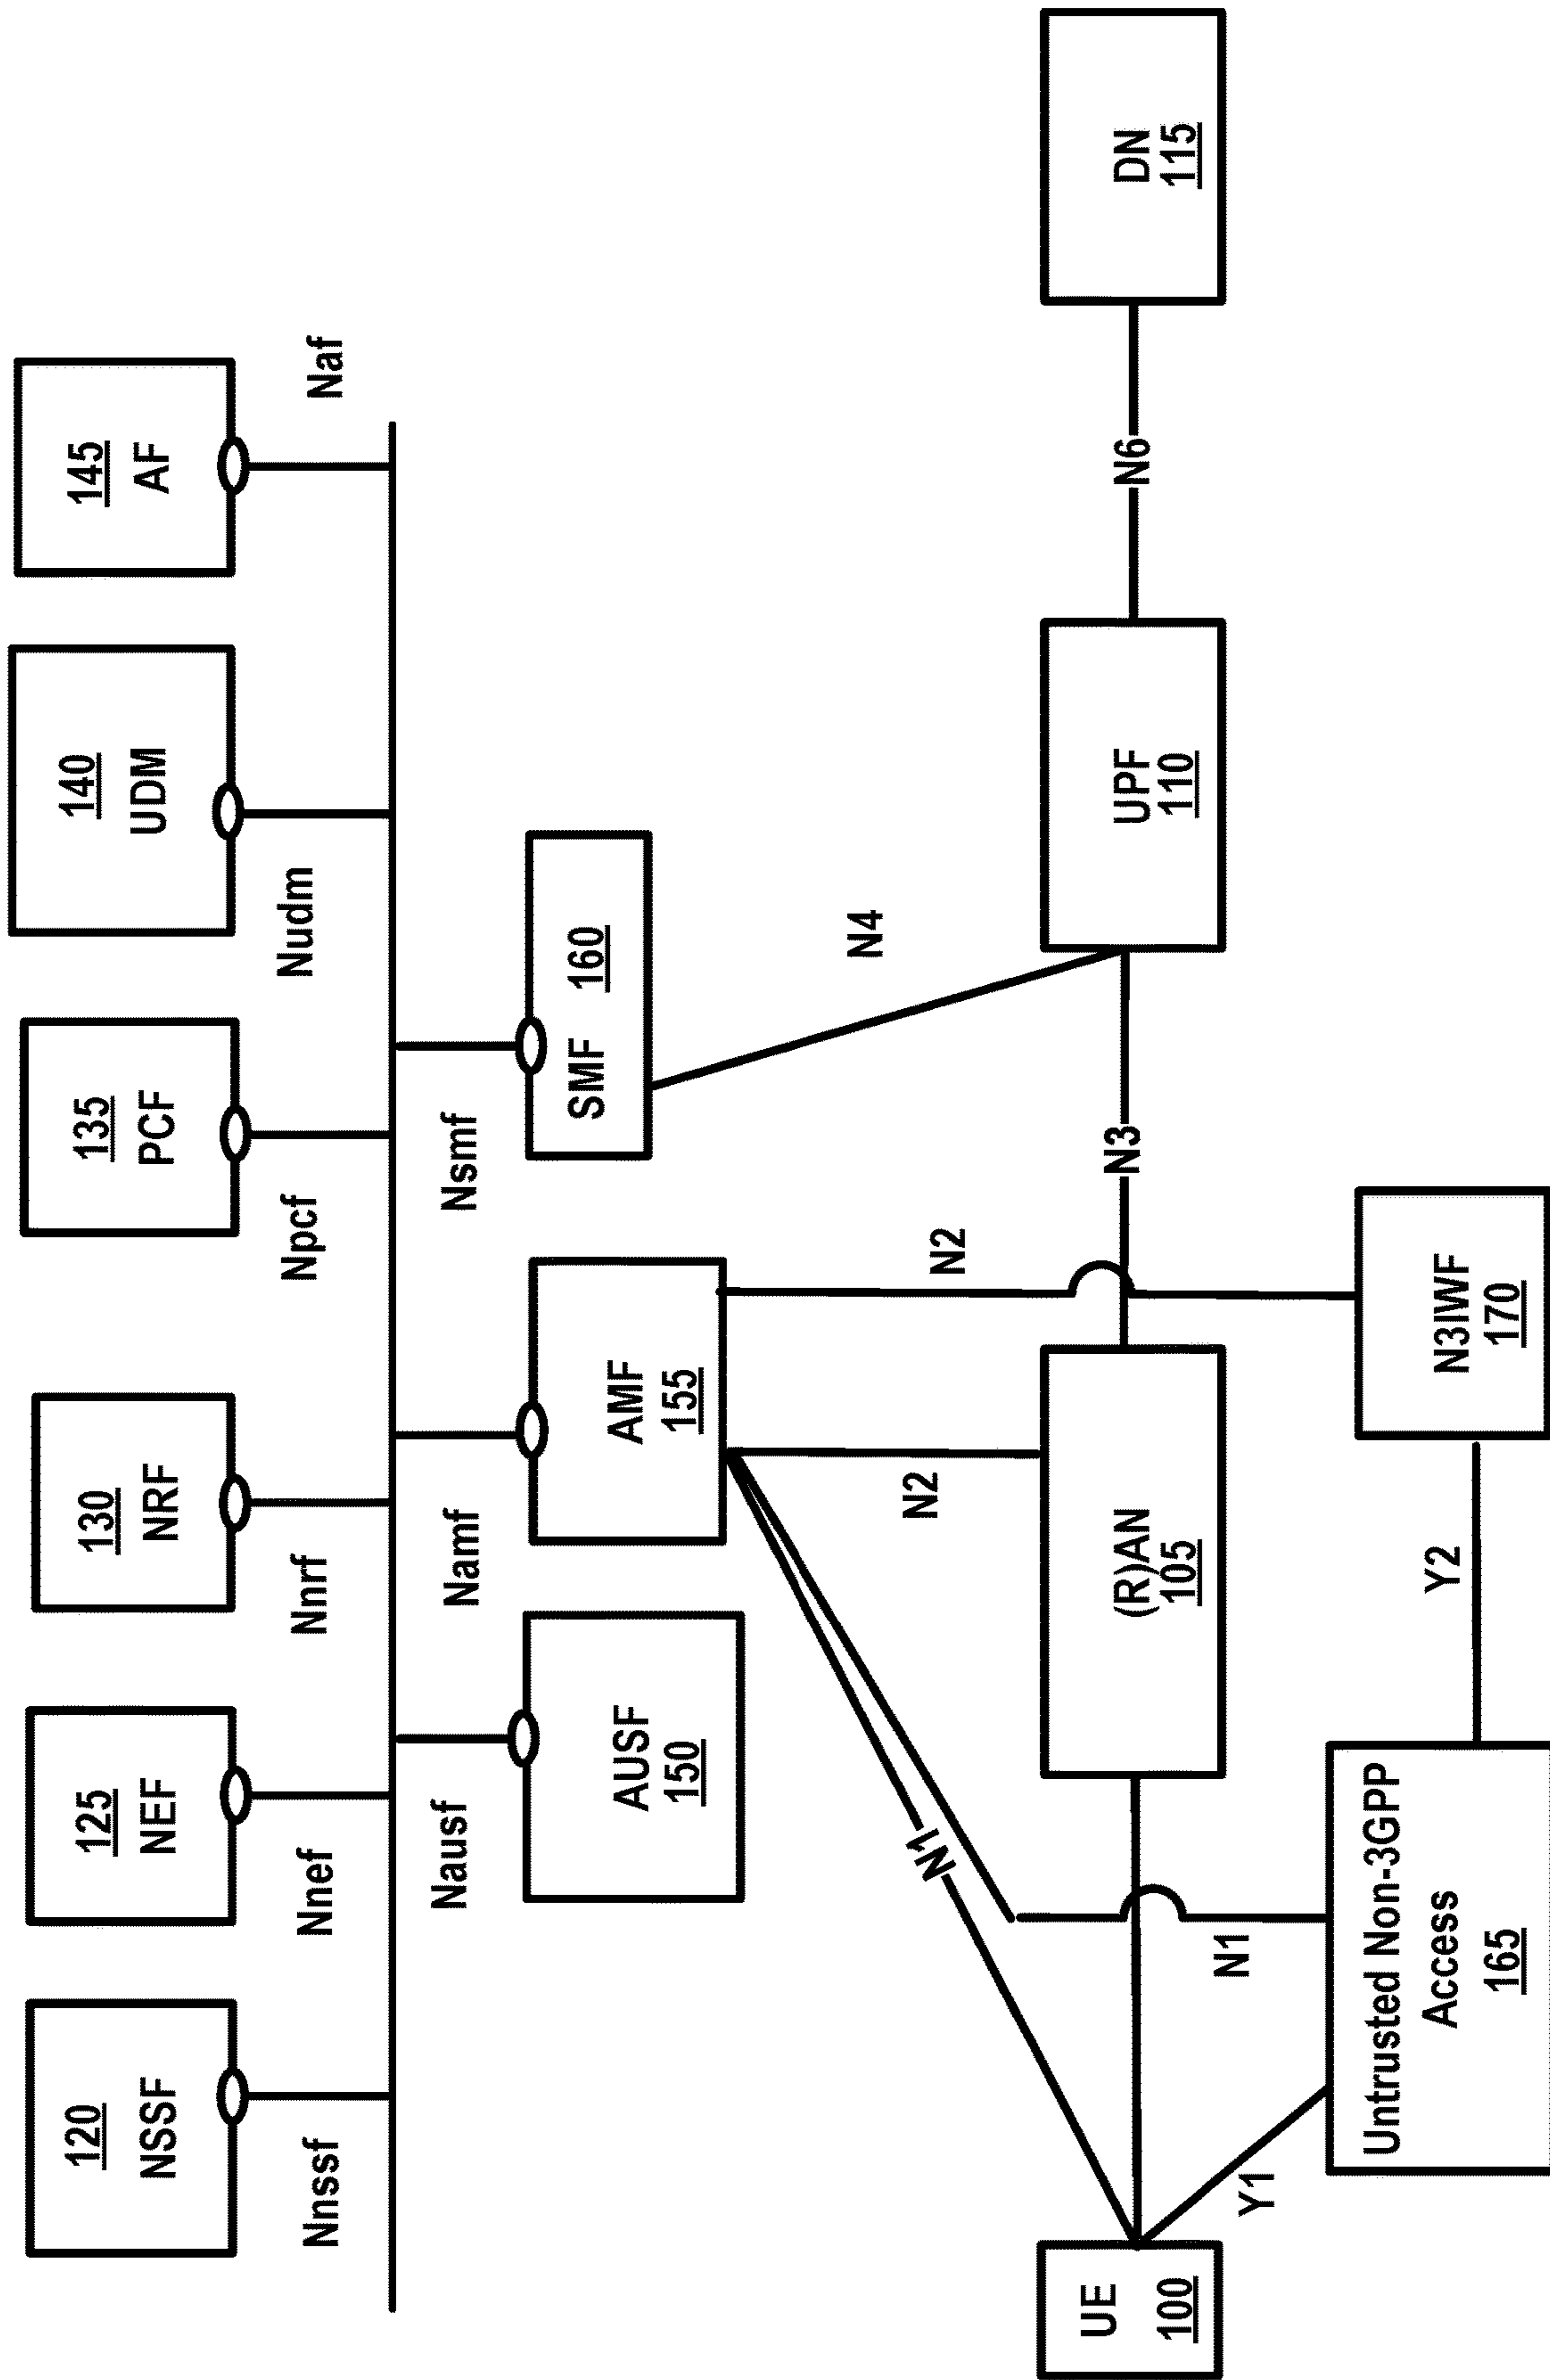 120
NSSF
125
NEF
130
NRF
135
PCF
140
UDM
145
AF
Nnssf
Nnef
Nnrf
Npcf
Nudm
Naf
Nausf
Namf
Nsmf
AUSF
150
AMF
155
SMF 160
N1
N2
N2
N4
UE
100
(R)AN
105
N3
UPF
110
N6
DN
115
Y1
N1
Untrusted Non-3GPP
Access
165
Y2
N3IWF
170